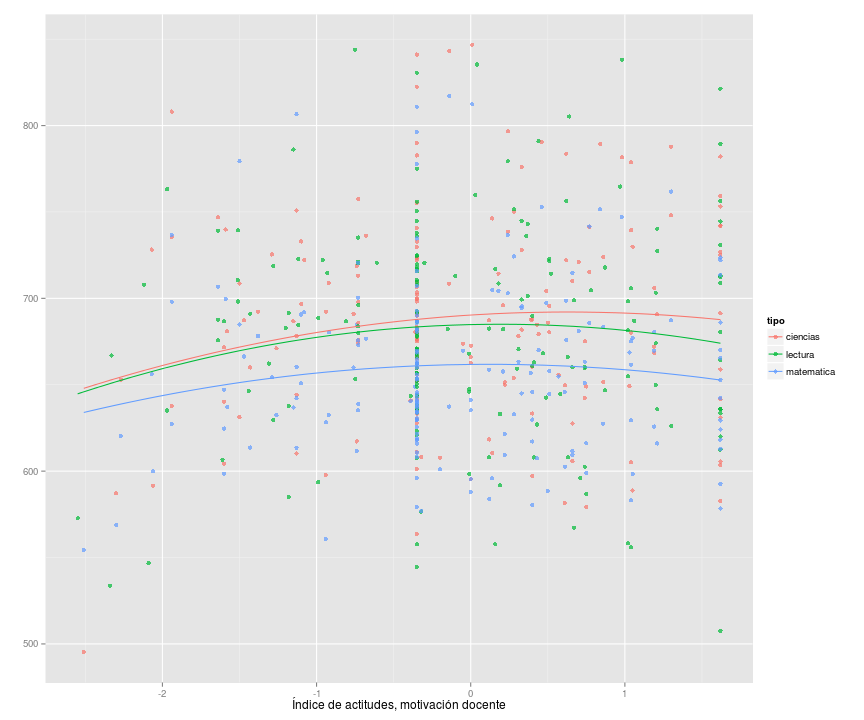 800
700
600
500
-2
-1
0
1
Índice de actitudes, motivación docente
tipo
ciencias
lectura
matematica